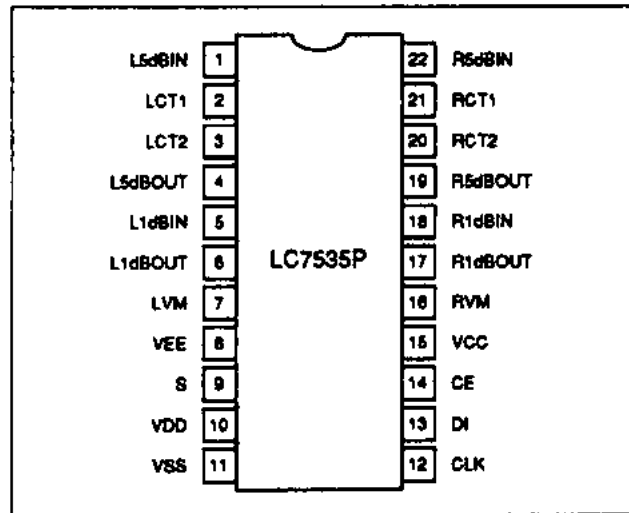 L5dBIN 1 22 R5dBIN
LCT1 2 21 RCT1
LCT2 3 20 RCT2
L5dBOUT 4 19 R5dBOUT
L1dBIN 5 18 R1dBIN
L1dBOUT 6 LC7535P 17 R1dBOUT
LVM 7 16 RVM
VEE 8 15 VCC
S 9 14 CE
VDD 10 13 DI
VSS 11 12 CLK